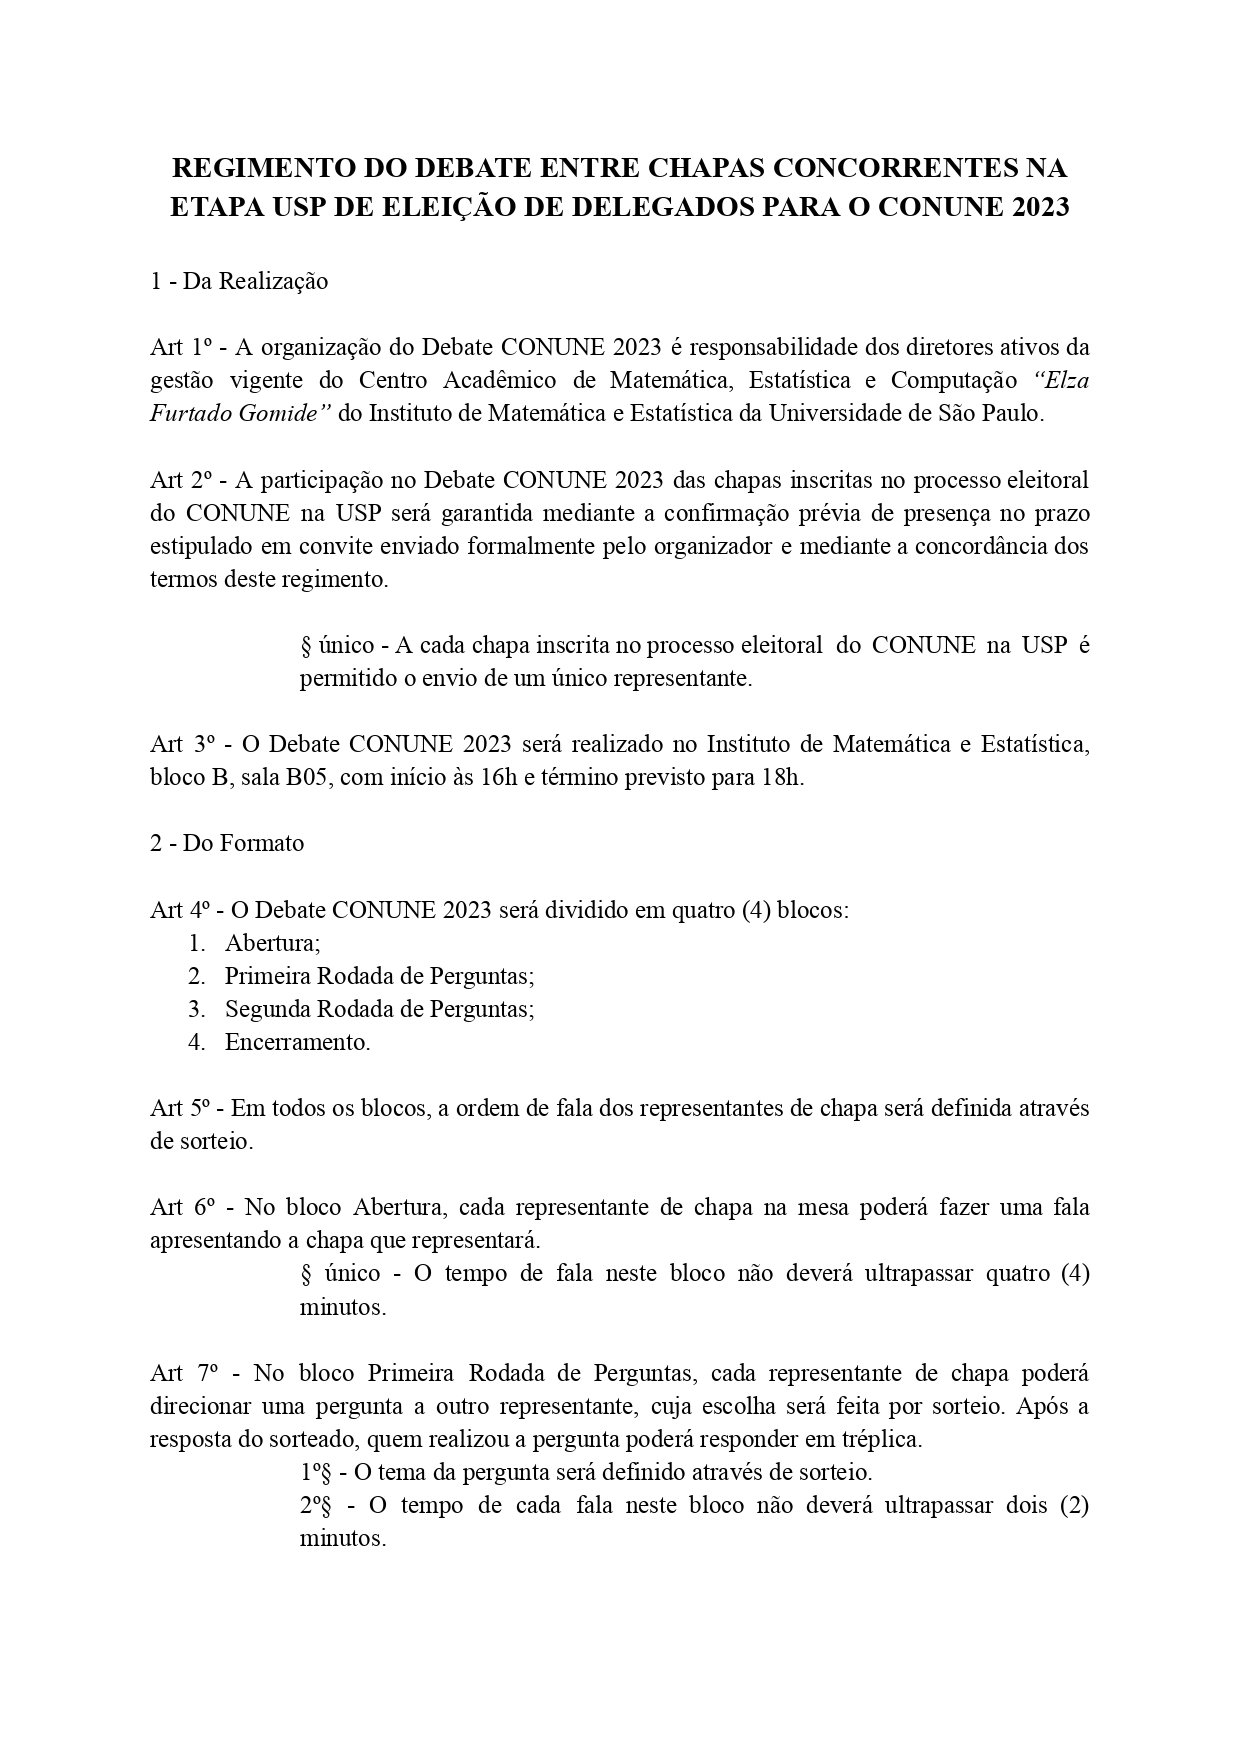 REGIMENTO DO DEBATE ENTRE CHAPAS CONCORRENTES NA
ETAPA USP DE ELEIÇÃO DE DELEGADOS PARA O CONUNE 2023
1 - Da Realização
Art 1º - A organização do Debate CONUNE 2023 é responsabilidade dos diretores ativos da
gestão vigente do Centro Acadêmico de Matemática, Estatística e Computação “Elza
Furtado Gomide” do Instituto de Matemática e Estatística da Universidade de São Paulo.
Art 2º - A participação no Debate CONUNE 2023 das chapas inscritas no processo eleitoral
do CONUNE na USP será garantida mediante a confirmação prévia de presença no prazo
estipulado em convite enviado formalmente pelo organizador e mediante a concordância dos
termos deste regimento.
§ único - A cada chapa inscrita no processo eleitoral do CONUNE na USP é
permitido o envio de um único representante.
Art 3º - O Debate CONUNE 2023 será realizado no Instituto de Matemática e Estatística,
bloco B, sala B05, com início às 16h e término previsto para 18h.
2 - Do Formato
Art 4º - O Debate CONUNE 2023 será dividido em quatro (4) blocos:
1. Abertura;
2. Primeira Rodada de Perguntas;
3. Segunda Rodada de Perguntas;
4. Encerramento.
Art 5º - Em todos os blocos, a ordem de fala dos representantes de chapa será definida através
de sorteio.
Art 6º - No bloco Abertura, cada representante de chapa na mesa poderá fazer uma fala
apresentando a chapa que representará.
§ único - O tempo de fala neste bloco não deverá ultrapassar quatro (4)
minutos.
Art 7º - No bloco Primeira Rodada de Perguntas, cada representante de chapa poderá
direcionar uma pergunta a outro representante, cuja escolha será feita por sorteio. Após a
resposta do sorteado, quem realizou a pergunta poderá responder em tréplica.
1º§ - O tema da pergunta será definido através de sorteio.
2º§ - O tempo de cada fala neste bloco não deverá ultrapassar dois (2)
minutos.